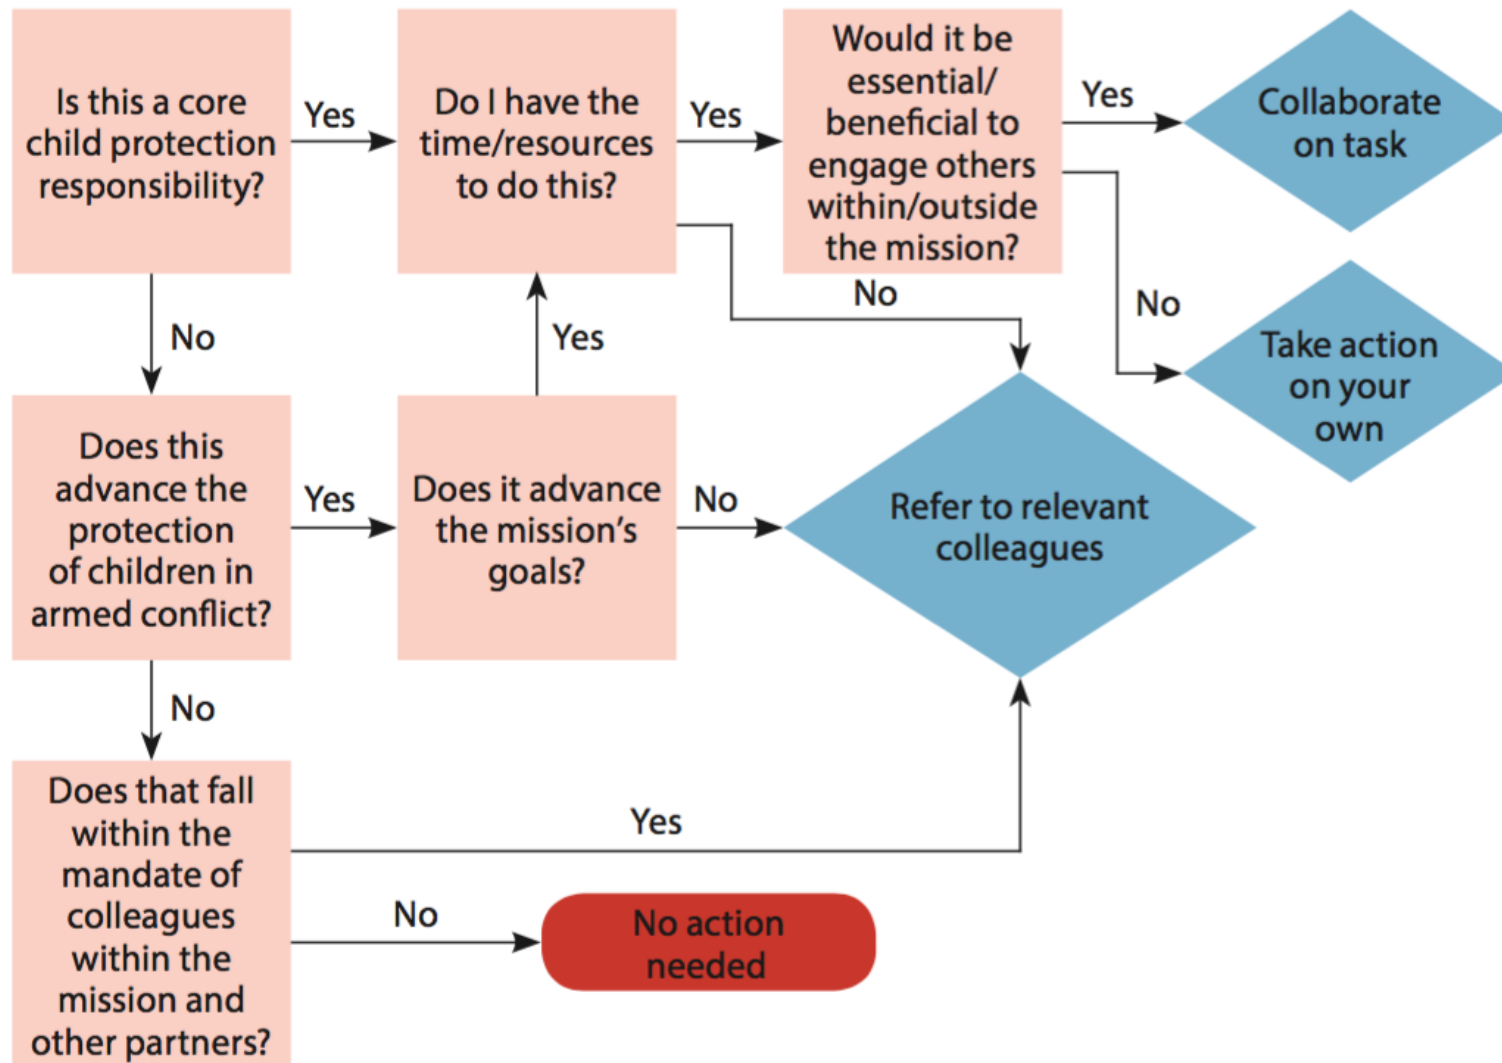 Is this a core
child protection
responsibility?
Yes
Do I have the
time/resources
to do this?
Yes
Would it be
essential/
beneficial to
engage others
within/outside
the mission?
Yes
Collaborate
on task
No
Take action
on your
own
No
No
Yes
Does this
advance the
protection
of children in
armed conflict?
Yes
Does it advance
the mission’s
goals?
No
Refer to relevant
colleagues
No
Does that fall
within the
mandate of
colleagues
within the
mission and
other partners?
Yes
No
No action
needed